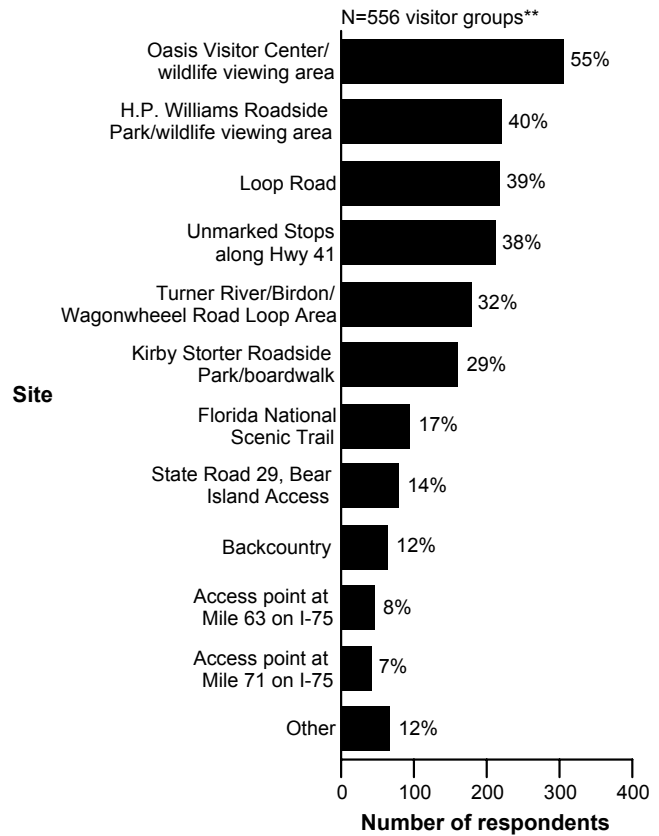 N=556 visitor groups**
Oasis Visitor Center/
wildlife viewing area
55%
H.P. Williams Roadside
Park/wildlife viewing area
40%
Loop Road
39%
Unmarked Stops
along Hwy 41
38%
Turner River/Birdon/
Wagonwheeel Road Loop Area
32%
Kirby Storter Roadside
Park/boardwalk
29%
Site
Florida National
Scenic Trail
17%
State Road 29, Bear
Island Access
14%
Backcountry
12%
Access point at
Mile 63 on I-75
8%
Access point at
Mile 71 on I-75
7%
Other
12%
0 100 200 300 400
Number of respondents